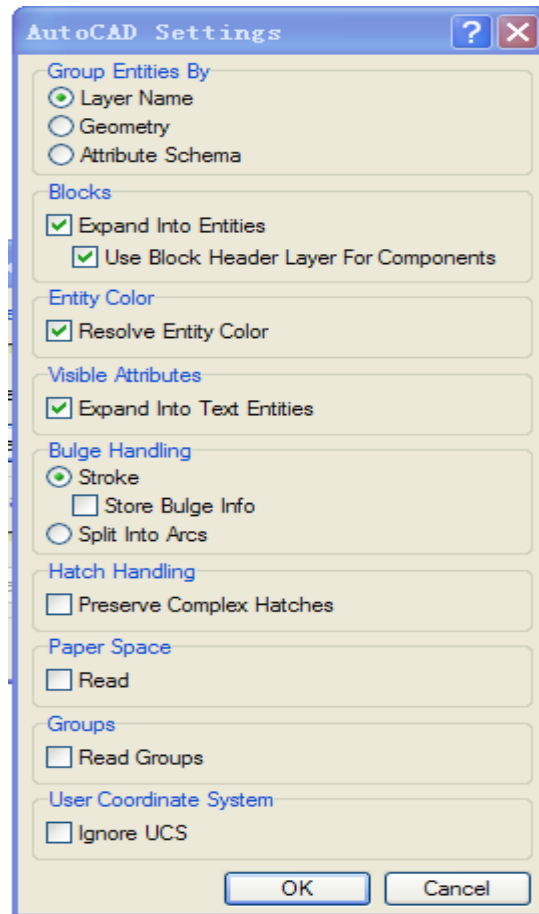 AutoCAD Settings
Group Entities By
Layer Name
Geometry
Attribute Schema
Blocks
Expand Into Entities
Use Block Header Layer For Components
Entity Color
Resolve Entity Color
Visible Attributes
Expand Into Text Entities
Bulge Handling
Stroke
Store Bulge Info
Split Into Arcs
Hatch Handling
Preserve Complex Hatches
Paper Space
Read
Groups
Read Groups
User Coordinate System
Ignore UCS
OK Cancel